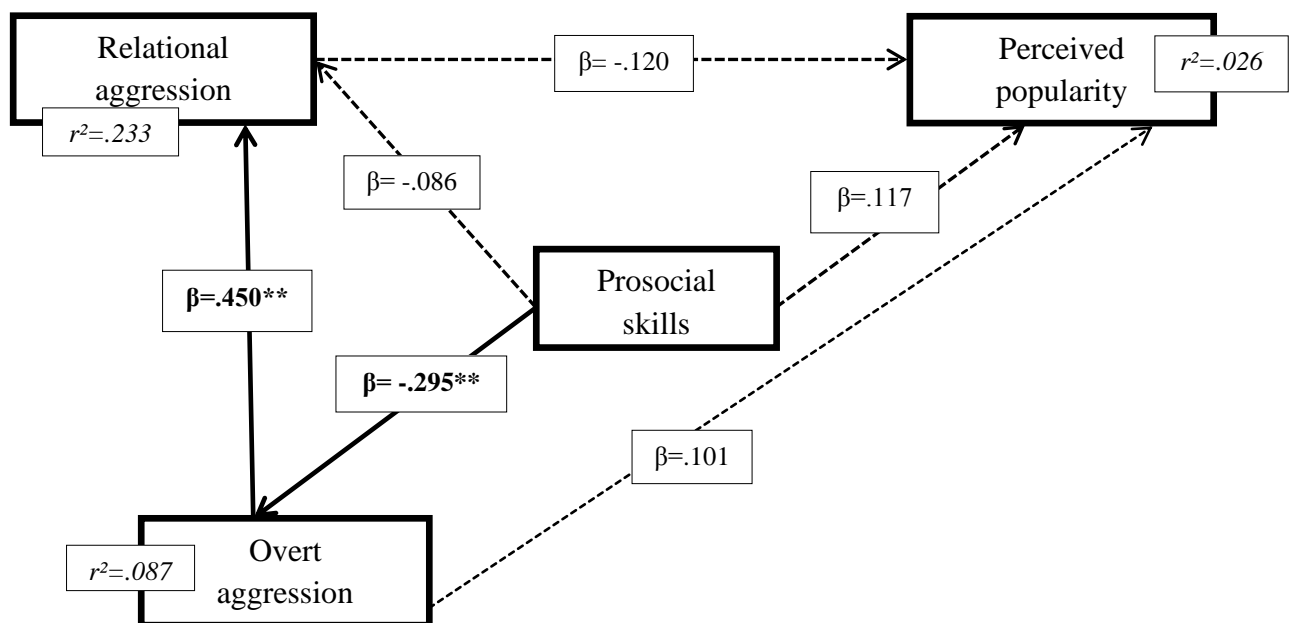 Relational
aggression
r²=.233
β= -.120
Perceived
popularity
r²=.026
β= -.086
β=.117
β=.450**
Prosocial
skills
β= -.295**
β=.101
Overt
aggression
r²=.087